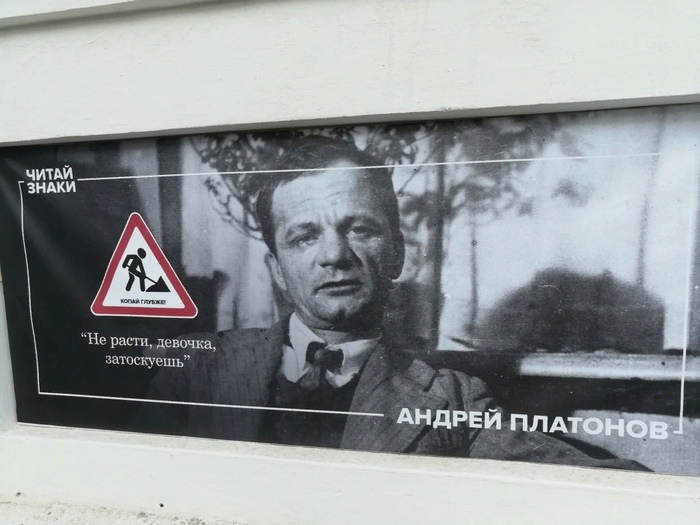 ЧИТАЙ
ЗНАКИ
КОПАЙ ГЛУБЖЕ!
“Не расти, девочка,
затоскуешь”
АНДРЕЙ ПЛАТОНОВ